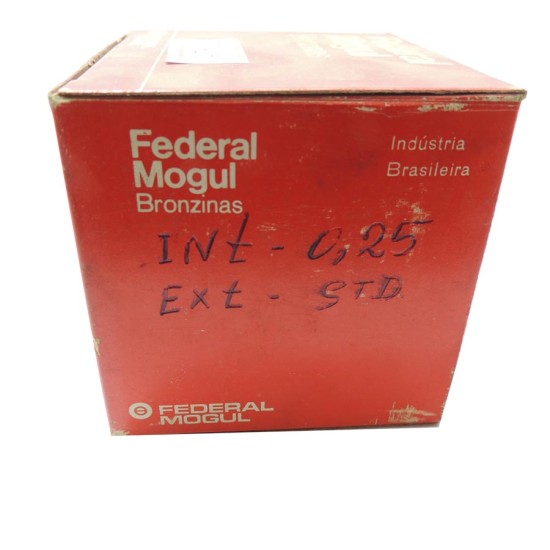 Federal
Mogul
Bronzinas
Indústria
Brasileira
INt - 0,25
Ext - STD
FEDERAL
MOGUL